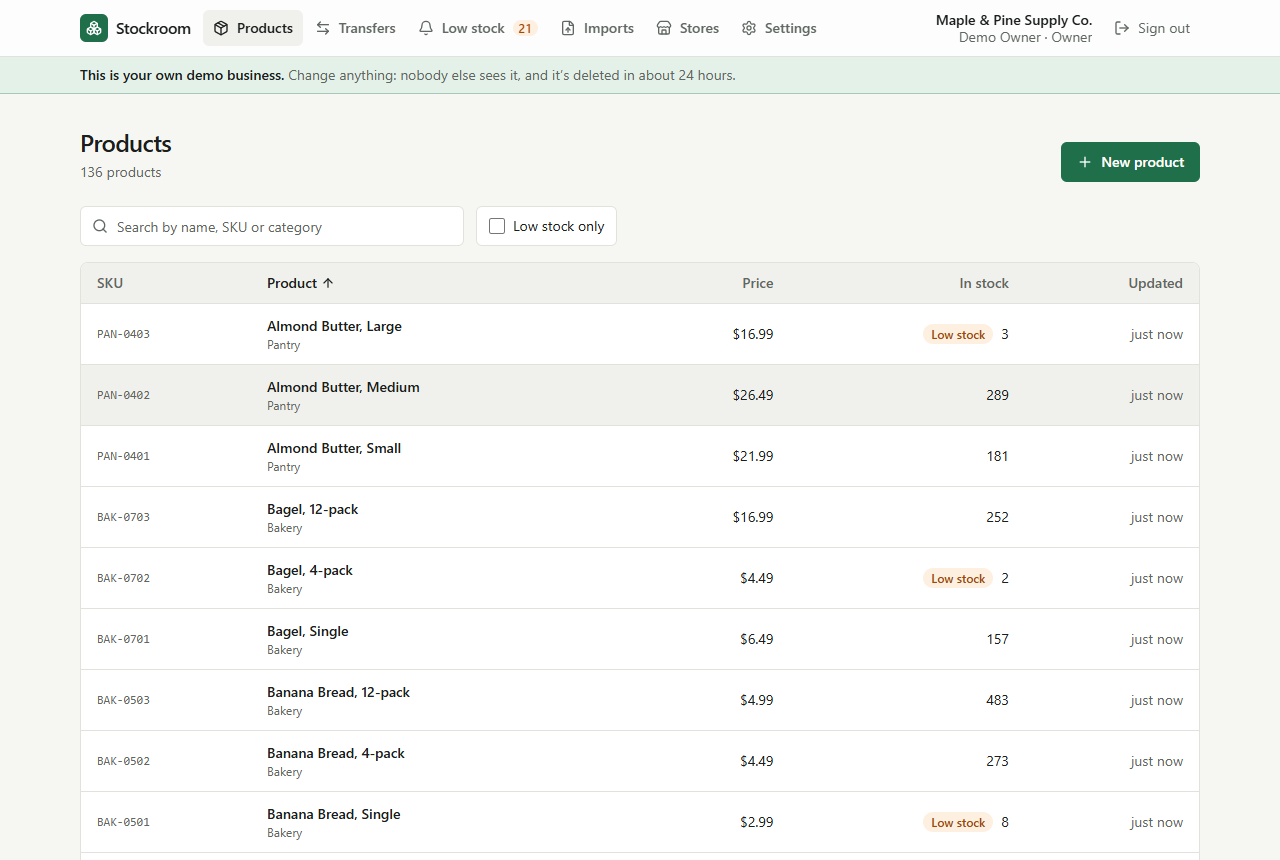 Stockroom
Products
Transfers
Low stock 21
Imports
Stores
Settings
Maple & Pine Supply Co.
Demo Owner · Owner
Sign out
This is your own demo business. Change anything: nobody else sees it, and it's deleted in about 24 hours.
Products
136 products
New product
Search by name, SKU or category
Low stock only
SKU Product Price In stock Updated
PAN-0403 Almond Butter, Large $16.99 Low stock 3 just now
Pantry
PAN-0402 Almond Butter, Medium $26.49 289 just now
Pantry
PAN-0401 Almond Butter, Small $21.99 181 just now
Pantry
BAK-0703 Bagel, 12-pack $16.99 252 just now
Bakery
BAK-0702 Bagel, 4-pack $4.49 Low stock 2 just now
Bakery
BAK-0701 Bagel, Single $6.49 157 just now
Bakery
BAK-0503 Banana Bread, 12-pack $4.99 483 just now
Bakery
BAK-0502 Banana Bread, 4-pack $4.49 273 just now
Bakery
BAK-0501 Banana Bread, Single $2.99 Low stock 8 just now
Bakery